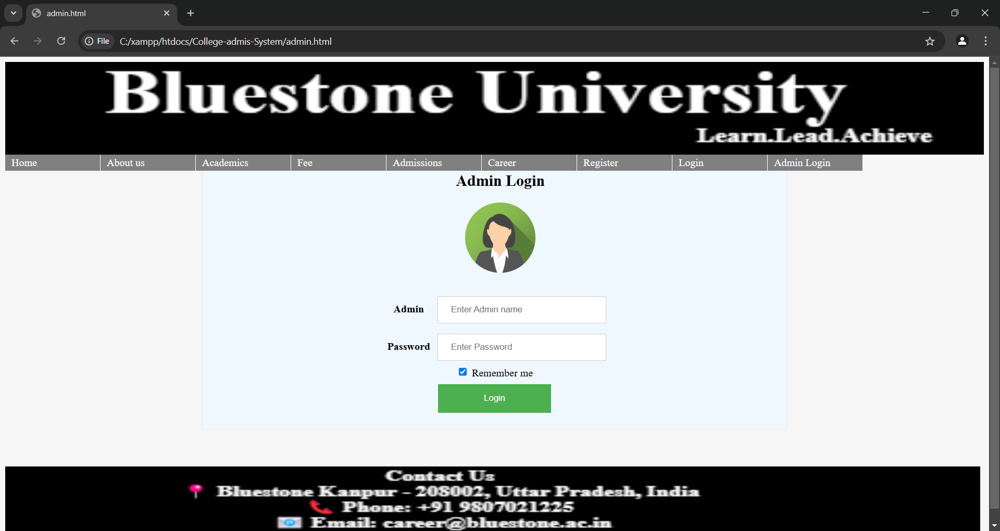 admin.html
File C:/xampp/htdocs/College-admis-System/admin.html
Bluestone University
Learn.Lead.Achieve
Home About us Academics Fee Admissions Career Register Login Admin Login
Admin Login
Admin Enter Admin name
Password Enter Password
Remember me
Login
Contact Us
Bluestone Kanpur - 208002, Uttar Pradesh, India
Phone: +91 9807021225
Email: career@bluestone.ac.in